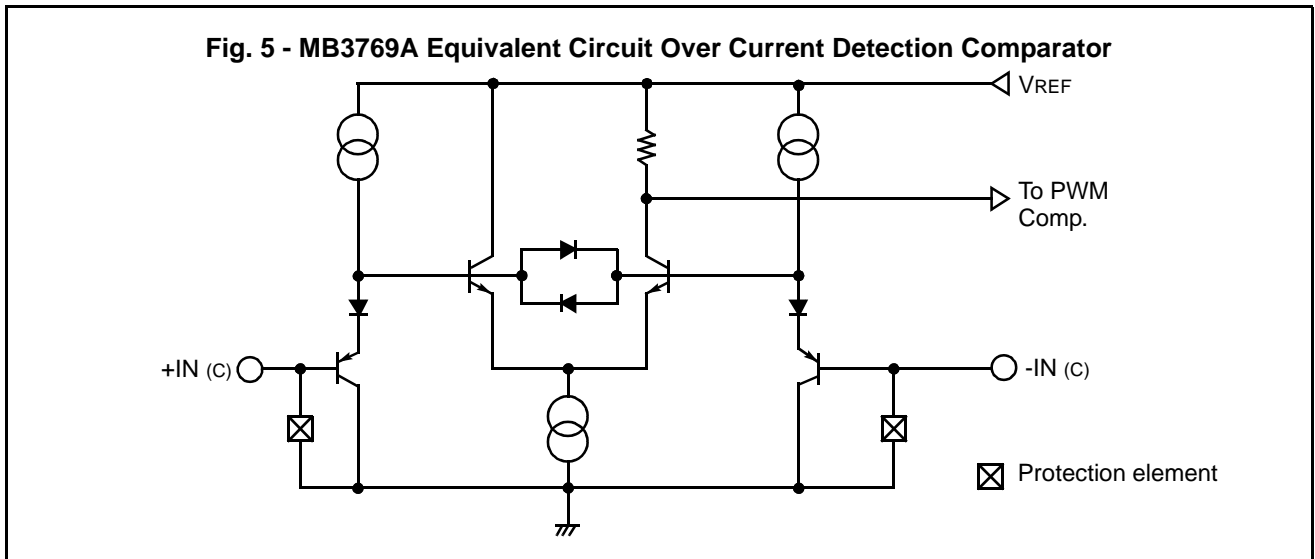 Fig. 5 - MB3769A Equivalent Circuit Over Current Detection Comparator
VREF
To PWM
Comp.
+IN (C)
-IN (C)
Protection element